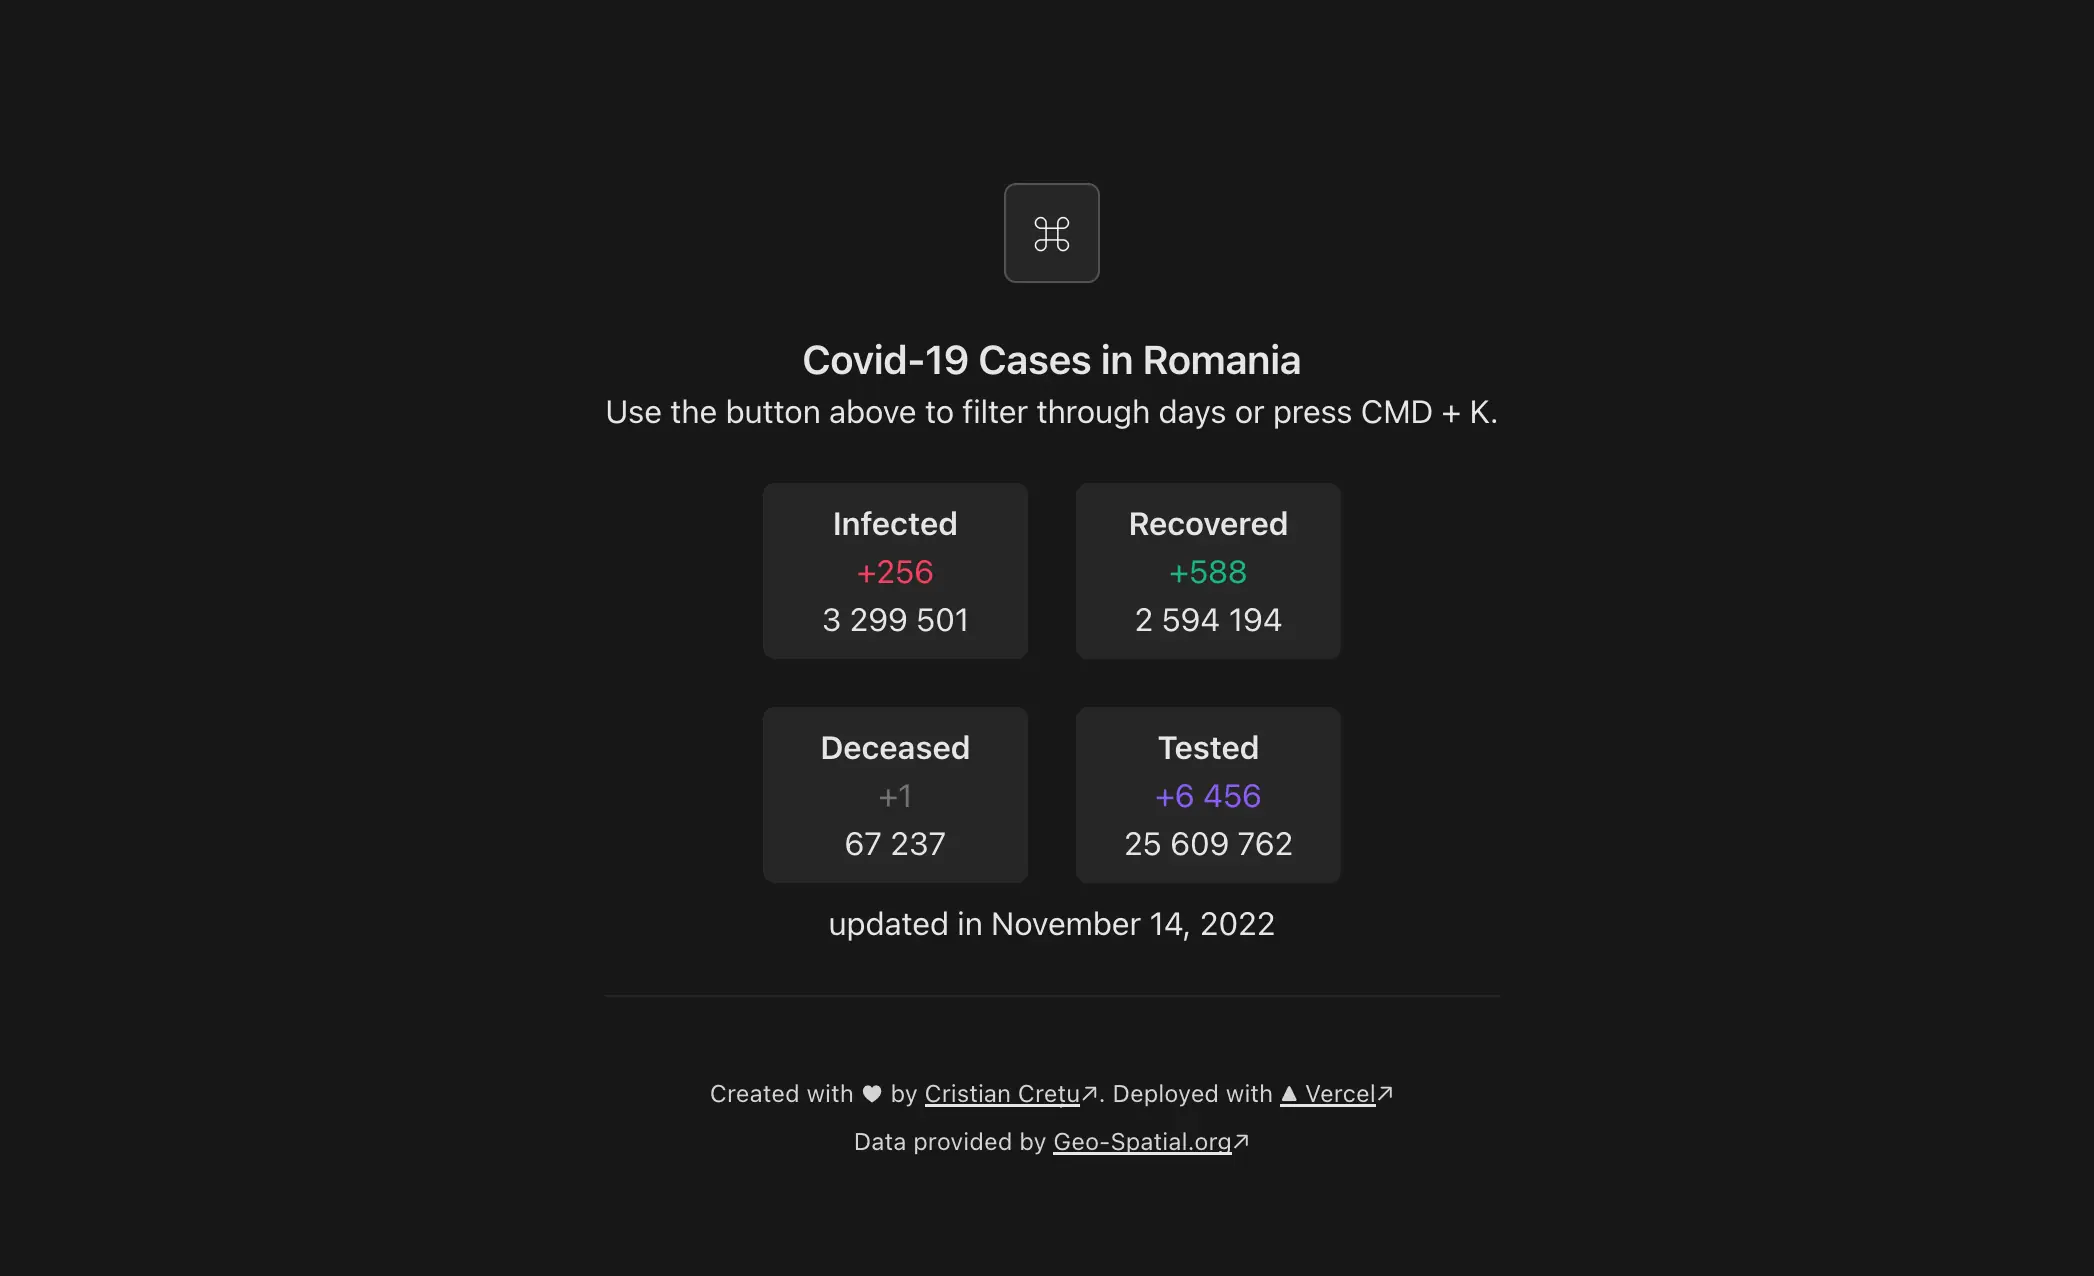 ⌘
Covid-19 Cases in Romania
Use the button above to filter through days or press CMD + K.
Infected
+256
3 299 501
Recovered
+588
2 594 194
Deceased
+1
67 237
Tested
+6 456
25 609 762
updated in November 14, 2022
Created with ♥ by Cristian Crețu↗. Deployed with ▲ Vercel↗
Data provided by Geo-Spatial.org↗